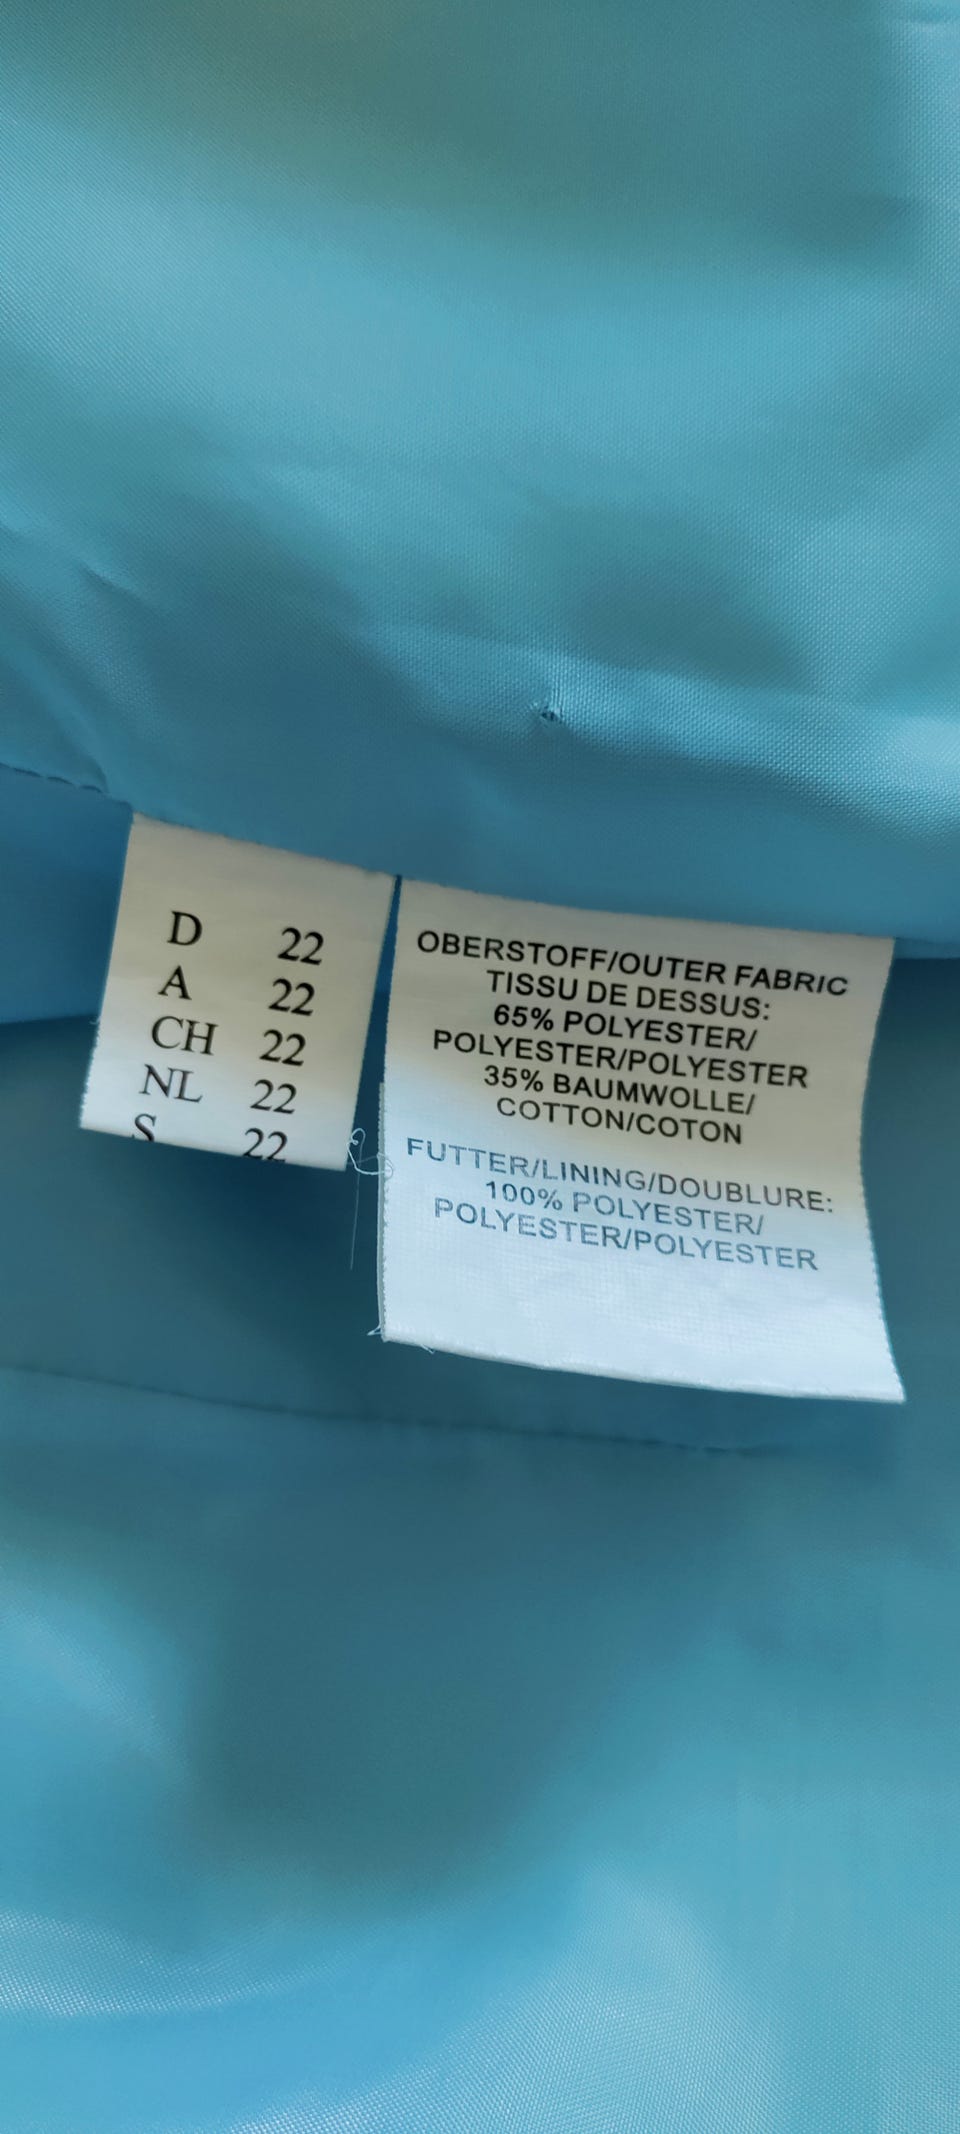 D 22
A 22
CH 22
NL 22
S 22
OBERSTOFF/OUTER FABRIC
TISSU DE DESSUS:
65% POLYESTER/
POLYESTER/POLYESTER
35% BAUMWOLLE/
COTTON/COTON
FUTTER/LINING/DOUBLURE:
100% POLYESTER/
POLYESTER/POLYESTER